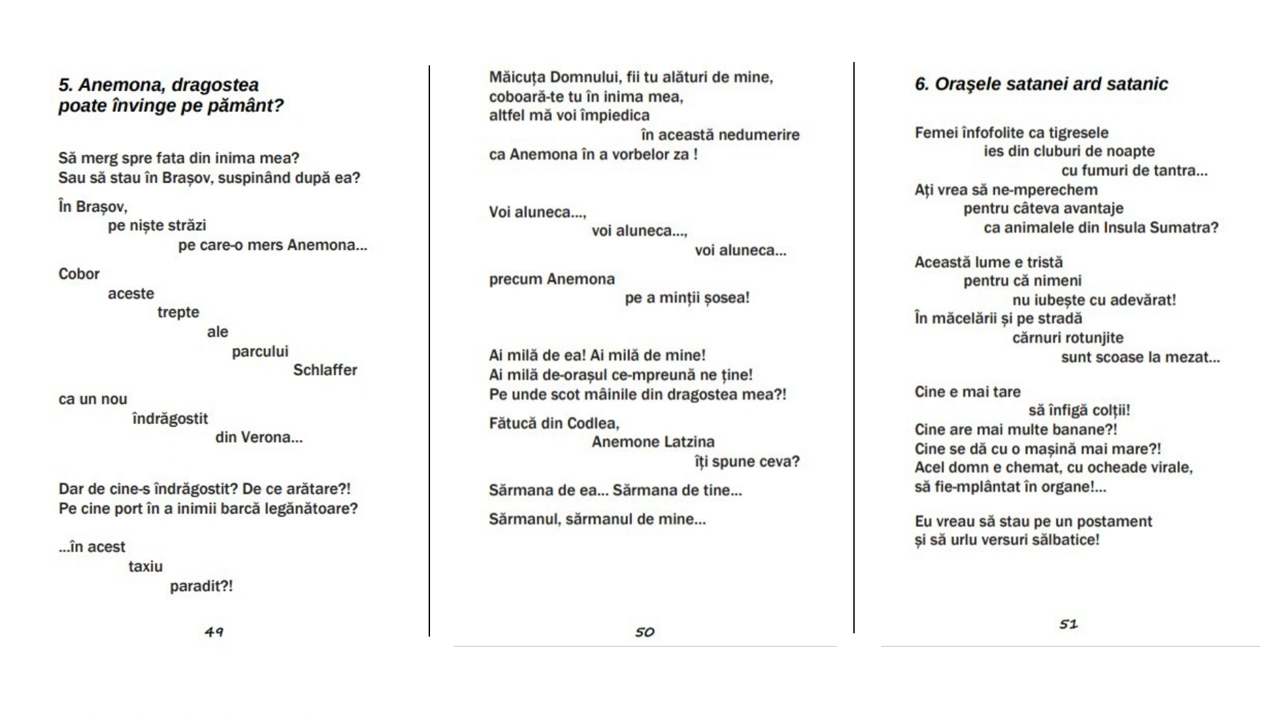 5. Anemona, dragostea
poate învinge pe pământ?
Să merg spre fata din inima mea?
Sau să stau în Brașov, suspinând după ea?
În Brașov,
pe niște străzi
pe care-o mers Anemona...
Cobor
aceste
trepte
ale
parcului
Schlaffer
ca un nou
îndrăgostit
din Verona...
Dar de cine-s îndrăgostit? De ce arătare?!
Pe cine port în a inimii barcă legănătoare?
...în acest
taxiu
paradit?!
49
Măicuța Domnului, fii tu alături de mine,
coboară-te tu în inima mea,
altfel mă voi împiedica
în această nedumerire
ca Anemona în a vorbelor za !
Voi aluneca...,
voi aluneca...,
voi aluneca...
precum Anemona
pe a minții șosea!
Ai milă de ea! Ai milă de mine!
Ai milă de-orașul ce-mpreună ne ține!
Pe unde scot mâinile din dragostea mea?!
Fătucă din Codlea,
Anemone Latzina
îți spune ceva?
Sărmana de ea... Sărmana de tine...
Sărmanul, sărmanul de mine...
50
6. Oraşele satanei ard satanic
Femei înfofolite ca tigresele
ies din cluburi de noapte
cu fumuri de tantra...
Ați vrea să ne-mperechem
pentru câteva avantaje
ca animalele din Insula Sumatra?
Această lume e tristă
pentru că nimeni
nu iubește cu adevărat!
În măcelării și pe stradă
cărnuri rotunjite
sunt scoase la mezat...
Cine e mai tare
să înfigă colții!
Cine are mai multe banane?!
Cine se dă cu o mașină mai mare?!
Acel domn e chemat, cu ocheade virale,
să fie-mplântat în organe!...
Eu vreau să stau pe un postament
și să urlu versuri sălbatice!
51